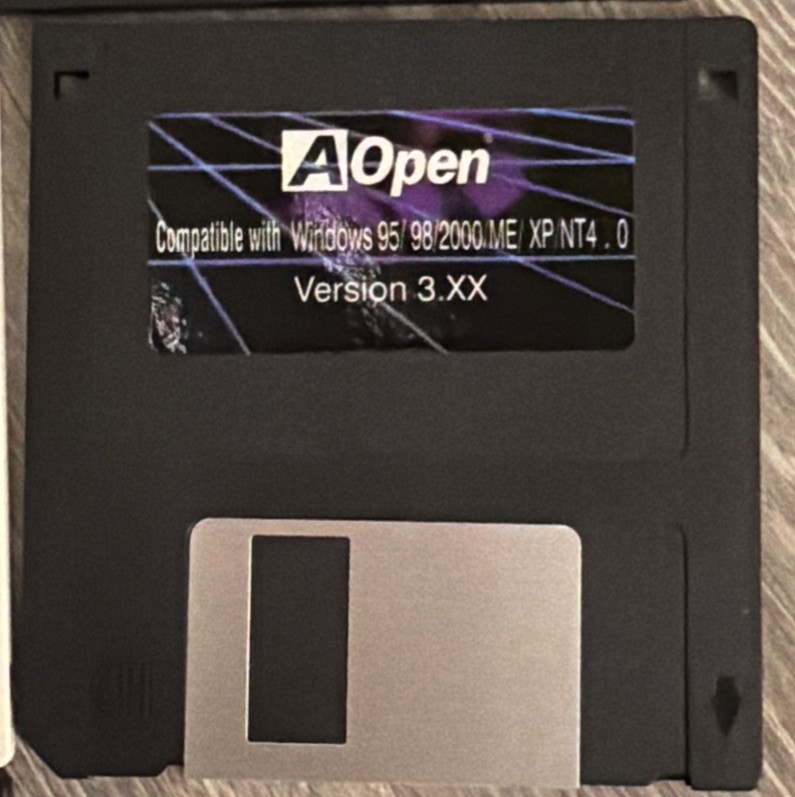 AOpen®
Compatible with Windows 95/ 98/2000/ME/ XP/NT4 . 0
Version 3.XX